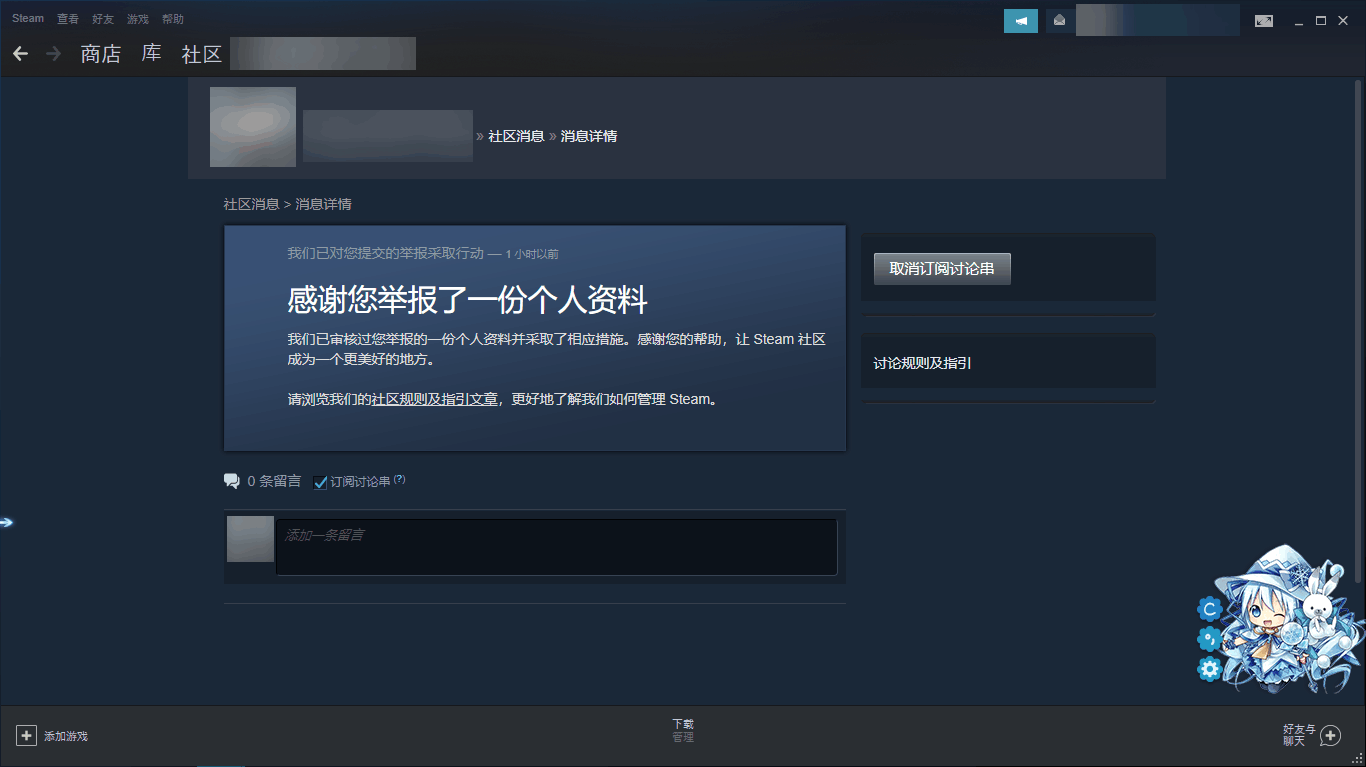 Steam 查看 好友 游戏 帮助
商店 库 社区
» 社区消息 » 消息详情
社区消息 > 消息详情
我们已对您提交的举报采取行动 — 1 小时以前
感谢您举报了一份个人资料
我们已审核过您举报的一份个人资料并采取了相应措施。感谢您的帮助，让 Steam 社区
成为一个更美好的地方。
请浏览我们的社区规则及指引文章，更好地了解我们如何管理 Steam。
取消订阅讨论串
讨论规则及指引
0 条留言 订阅讨论串 (?)
添加一条留言
添加游戏
下载
管理
好友与
聊天